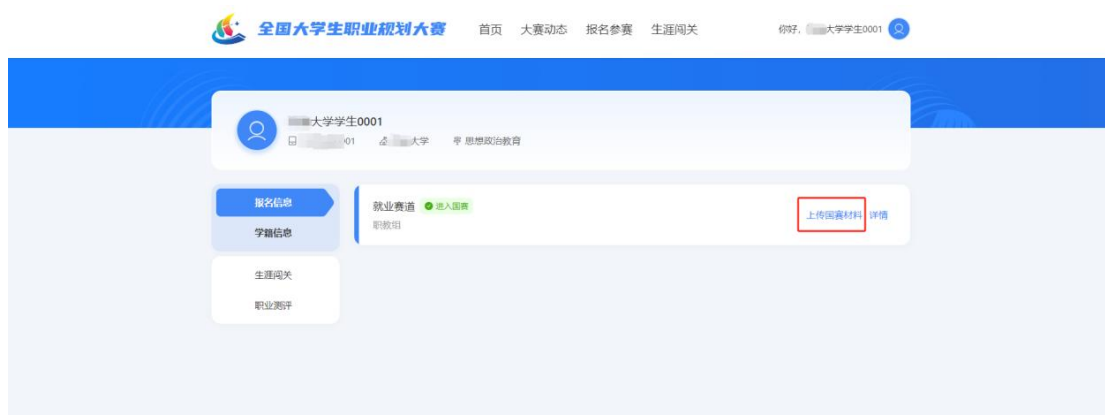 全国大学生职业规划大赛 首页 大赛动态 报名参赛 生涯闯关 你好, 大学学生0001
大学学生0001
01 大学 思想政治教育
报名信息
学籍信息
生涯闯关
职业测评
就业赛道 进入国赛
职教组
上传国赛材料 详情